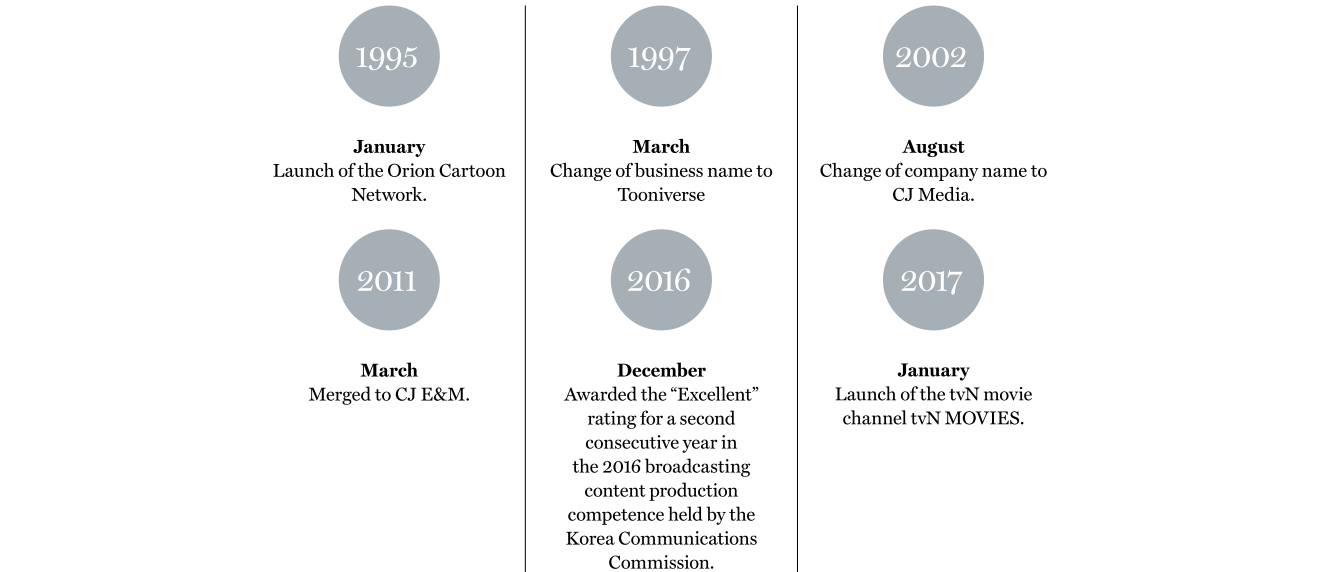 1995
January
Launch of the Orion Cartoon
Network.
1997
March
Change of business name to
Tooniverse
2002
August
Change of company name to
CJ Media.
2011
March
Merged to CJ E&M.
2016
December
Awarded the “Excellent”
rating for a second
consecutive year in
the 2016 broadcasting
content production
competence held by the
Korea Communications
Commission.
2017
January
Launch of the tvN movie
channel tvN MOVIES.